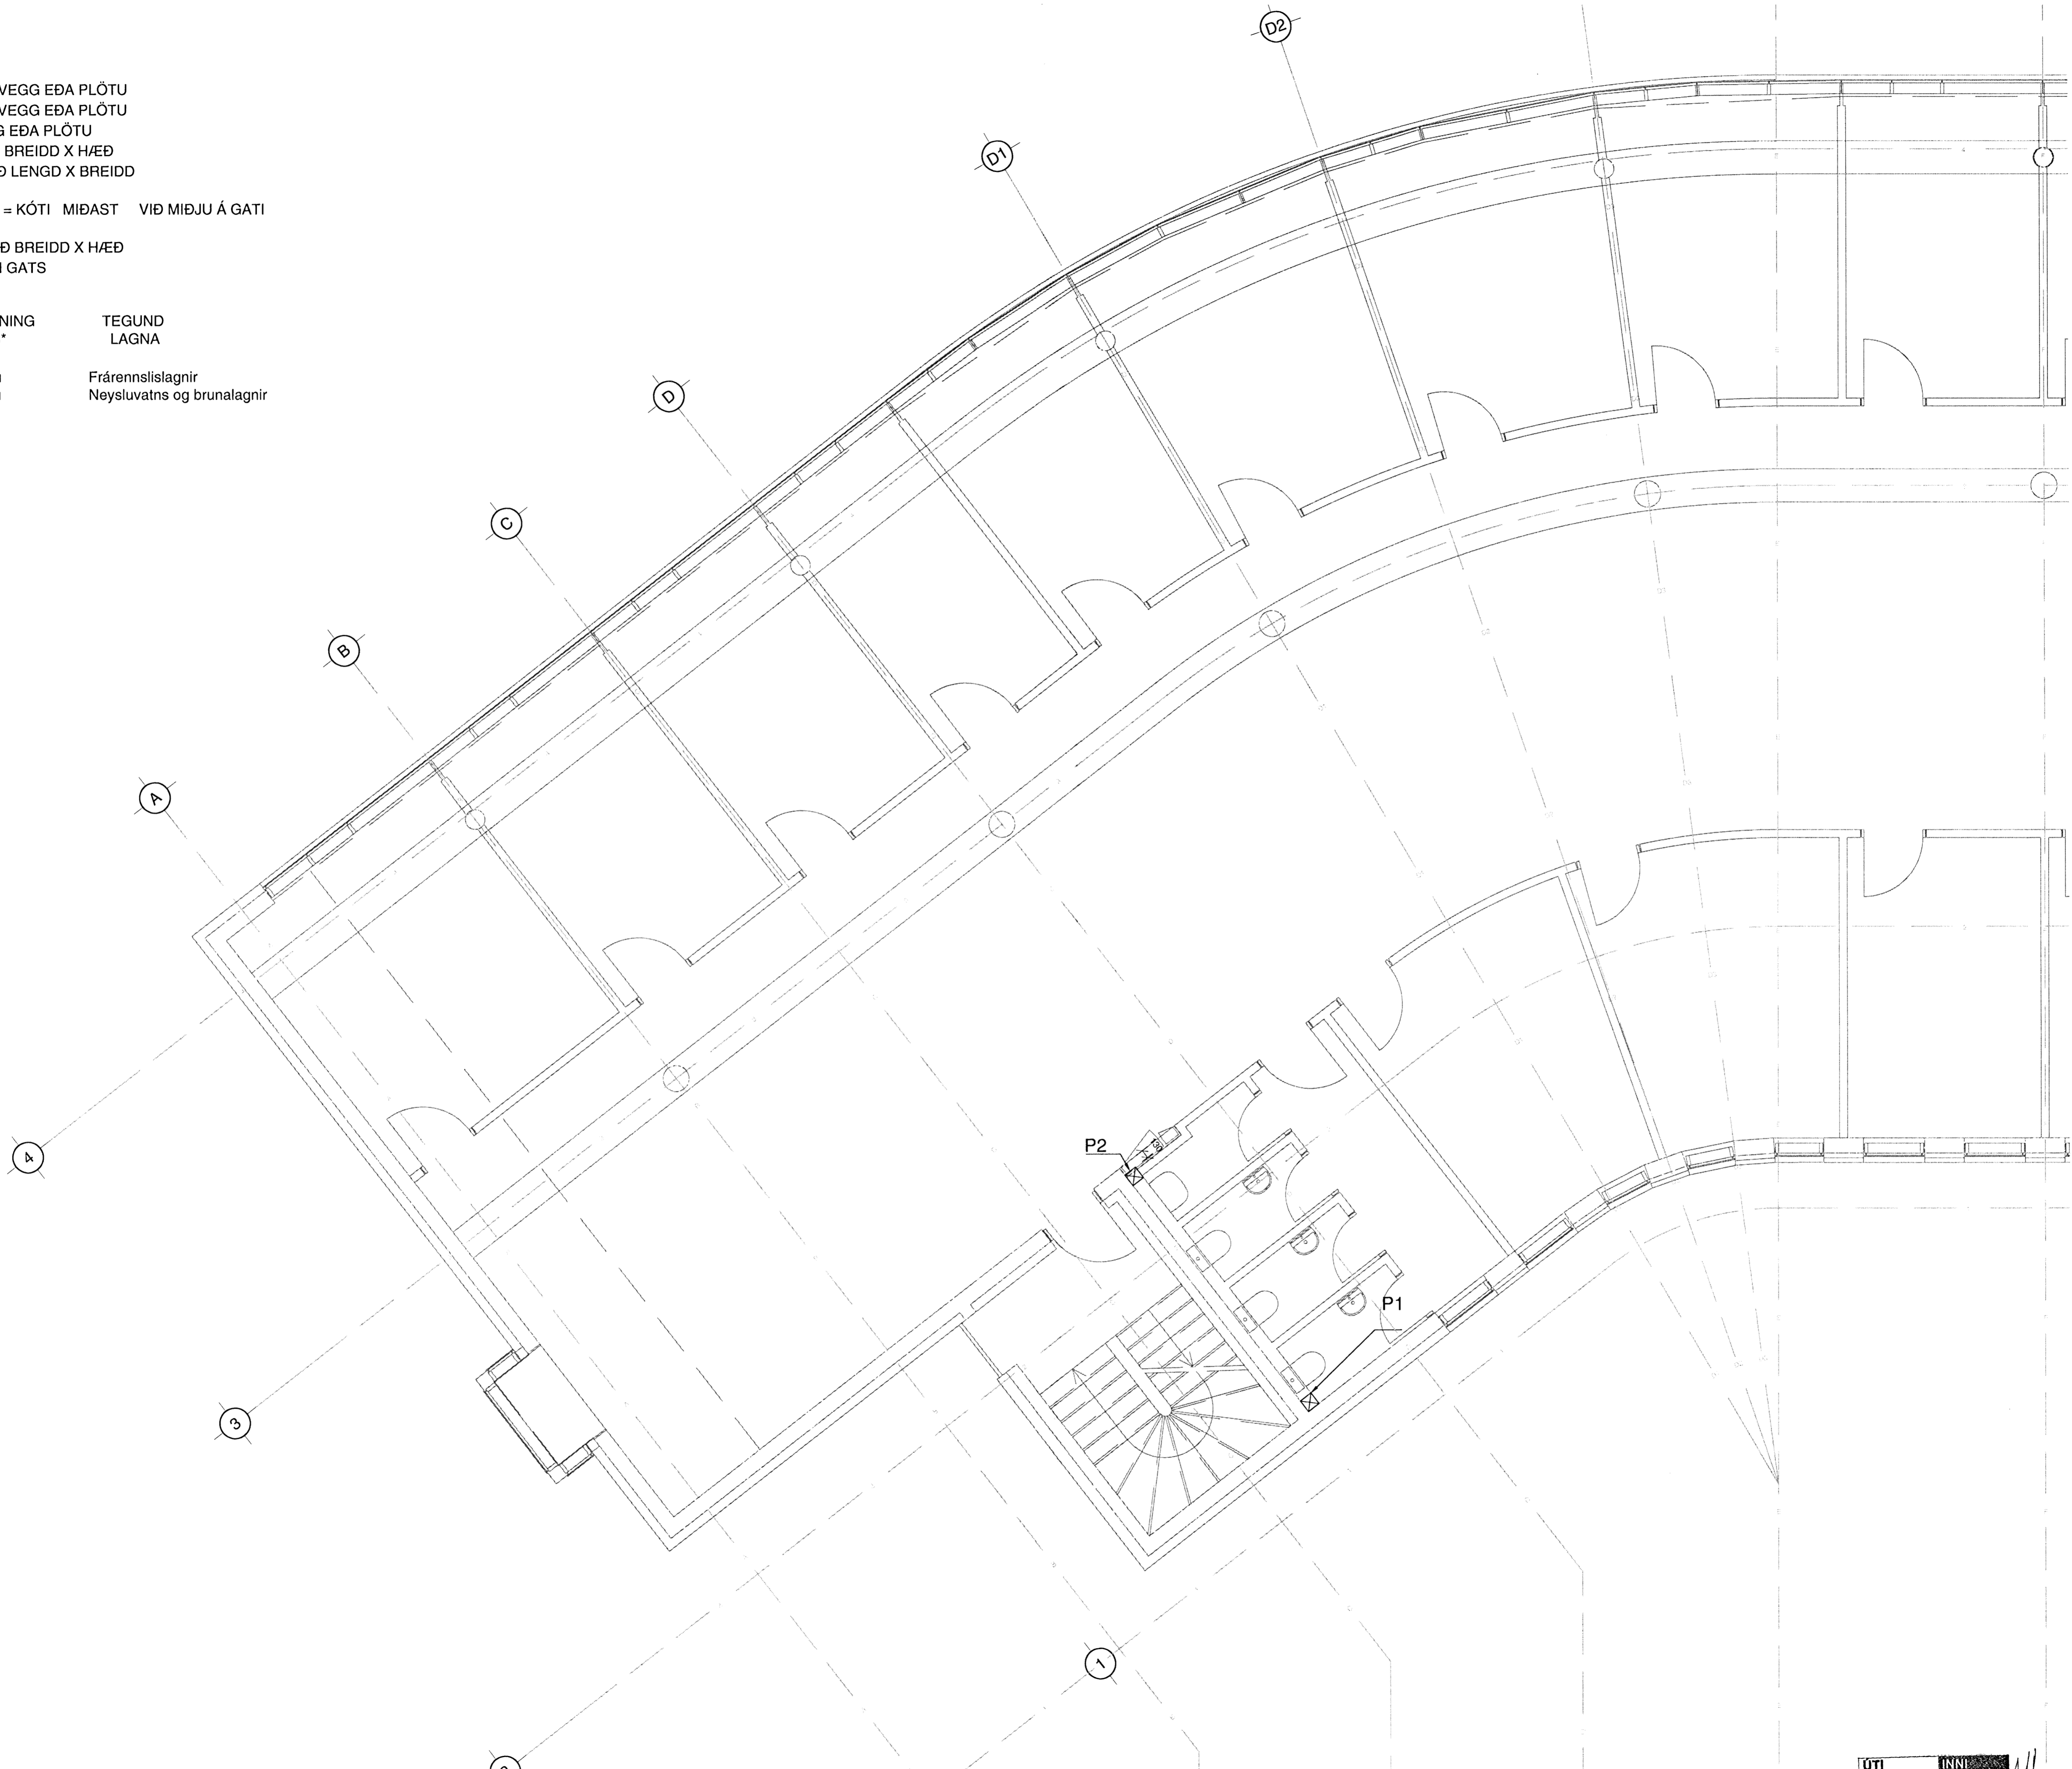 VEGG EÐA PLÖTU
VEGG EÐA PLÖTU
G EÐA PLÖTU
BREIDD X HÆÐ
Ð LENGD X BREIDD
= KÓTI MIÐAST VIÐ MIÐJU Á GATI
Ð BREIDD X HÆÐ
GATS
NING TEGUND
* LAGNA
Frárennslislagnir
Neysluvatns og brunalagnir
D2
D1
D
C
B
A
4
3
P2
30
P1
1
ÚTI INNI